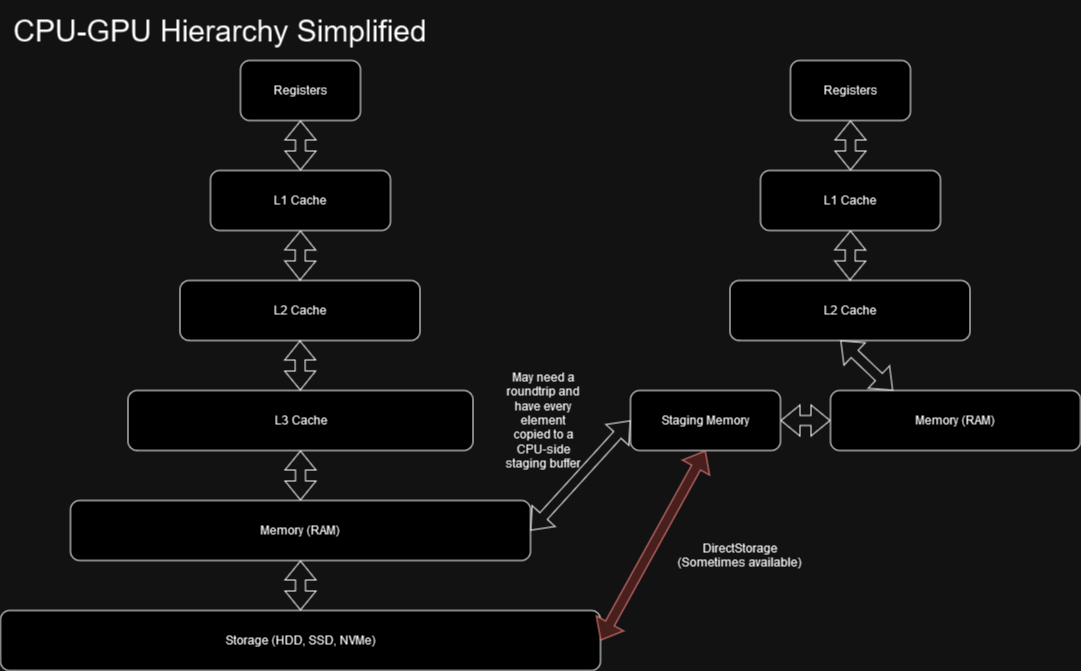 CPU-GPU Hierarchy Simplified
Registers
Registers
L1 Cache
L1 Cache
L2 Cache
L2 Cache
May need a
roundtrip and
have every
element
copied to a
CPU-side
staging buffer
L3 Cache
Staging Memory
Memory (RAM)
Memory (RAM)
DirectStorage
(Sometimes available)
Storage (HDD, SSD, NVMe)